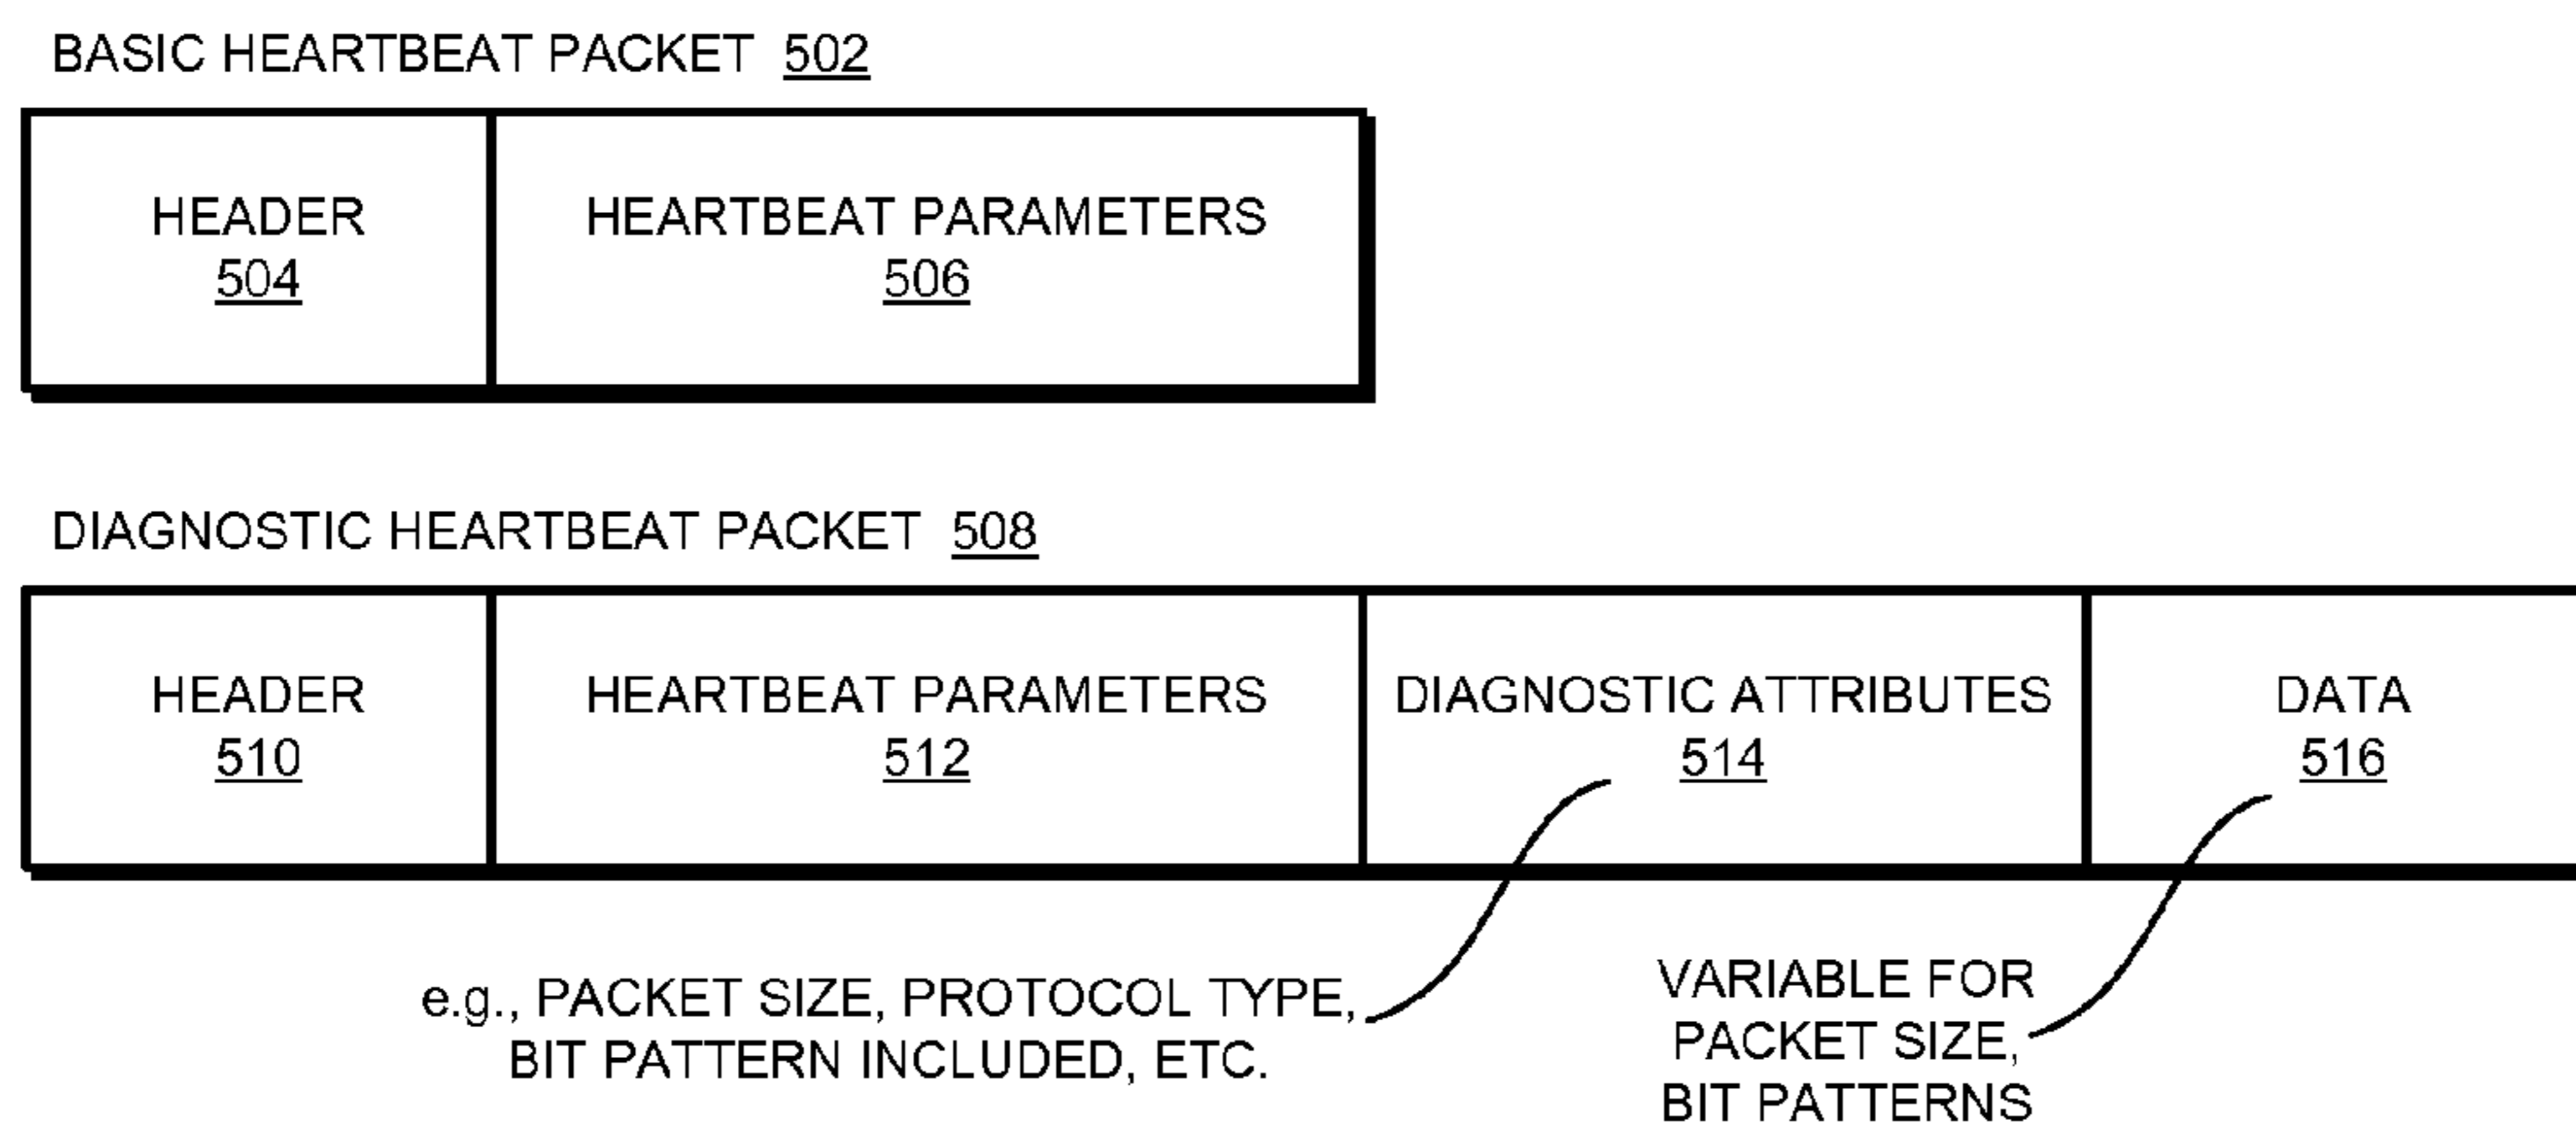 BASIC HEARTBEAT PACKET 502
HEADER
504
HEARTBEAT PARAMETERS
506
DIAGNOSTIC HEARTBEAT PACKET 508
HEADER
510
HEARTBEAT PARAMETERS
512
DIAGNOSTIC ATTRIBUTES
514
DATA
516
e.g., PACKET SIZE, PROTOCOL TYPE,
BIT PATTERN INCLUDED, ETC.
VARIABLE FOR
PACKET SIZE,
BIT PATTERNS